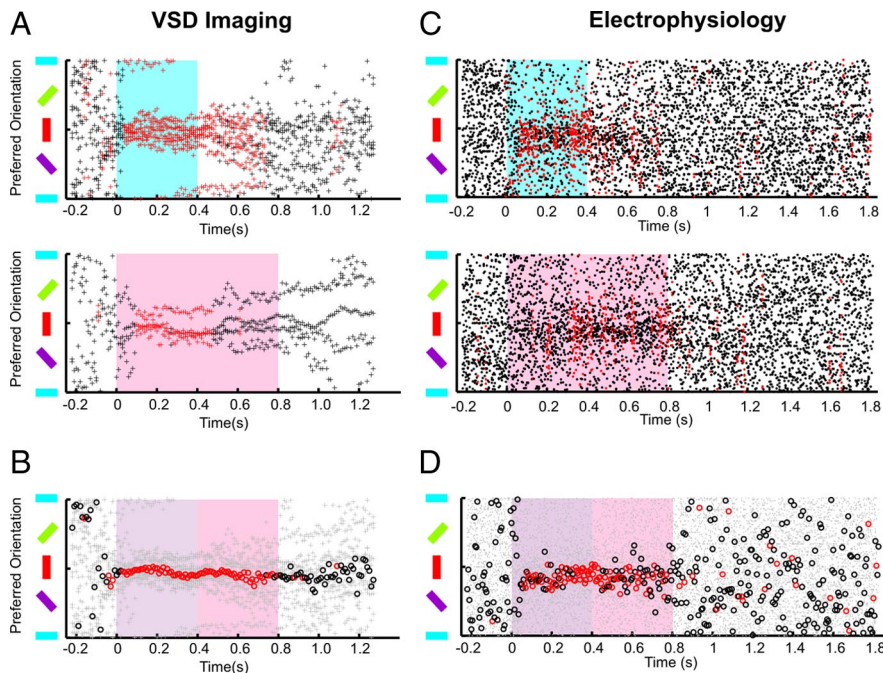 A
VSD Imaging
Preferred Orientation
-0.2 0 0.2 0.4 0.6 0.8 1.0 1.2
Time(s)
Preferred Orientation
-0.2 0 0.2 0.4 0.6 0.8 1.0 1.2
Time(s)
B
Preferred Orientation
-0.2 0 0.2 0.4 0.6 0.8 1.0 1.2
Time(s)
C
Electrophysiology
-0.2 0 0.2 0.4 0.6 0.8 1 1.2 1.4 1.6 1.8
Time (s)
-0.2 0 0.2 0.4 0.6 0.8 1 1.2 1.4 1.6 1.8
Time (s)
D
-0.2 0 0.2 0.4 0.6 0.8 1 1.2 1.4 1.6 1.8
Time (s)